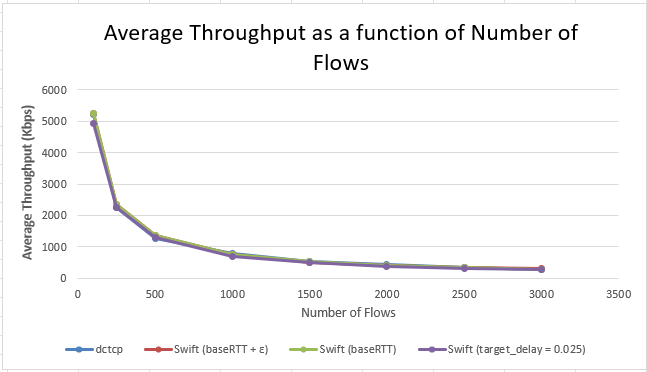 Average Throughput as a function of Number of
Flows
Average Throughput (Kbps)
6000
5000
4000
3000
2000
1000
0
0 500 1000 1500 2000 2500 3000 3500
Number of Flows
dctcp Swift (baseRTT + ε) Swift (baseRTT) Swift (target_delay = 0.025)